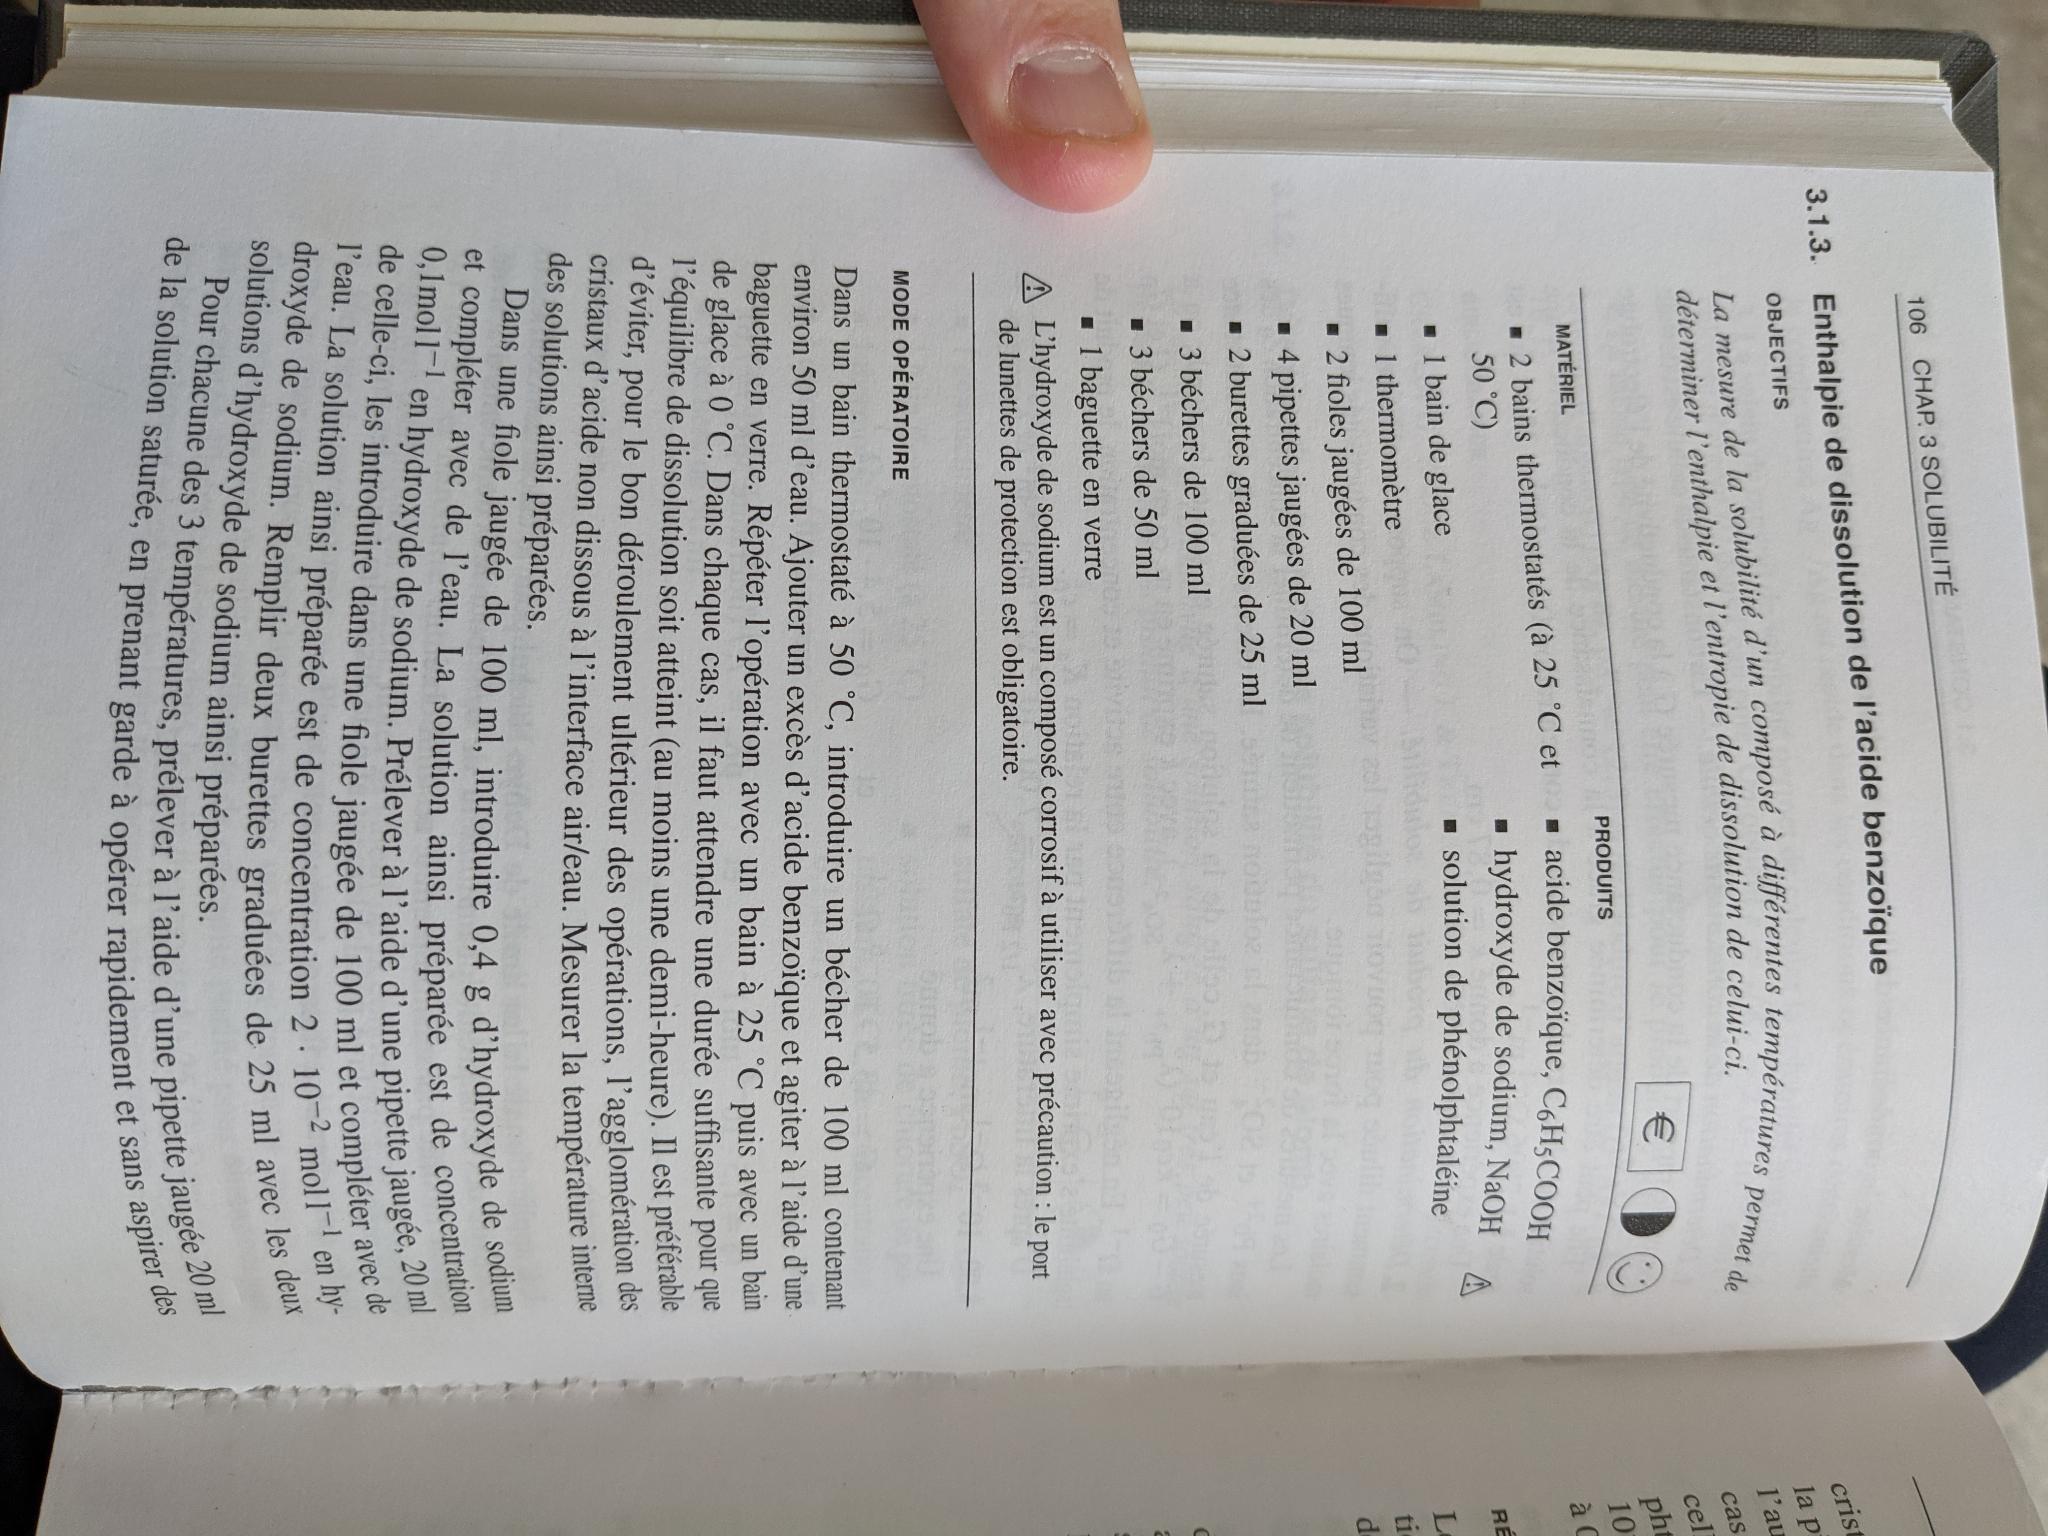 106 CHAP. 3 SOLUBILITÉ
3.1.3. Enthalpie de dissolution de l'acide benzoïque
OBJECTIFS
La mesure de la solubilité d'un composé à différentes températures permet de
déterminer l'enthalpie et l'entropie de dissolution de celui-ci.
€
MATÉRIEL
▪ 2 bains thermostatés (à 25 °C et
50 °C)
▪ 1 bain de glace
▪ 1 thermomètre
▪ 2 fioles jaugées de 100 ml
▪ 4 pipettes jaugées de 20 ml
▪ 2 burettes graduées de 25 ml
▪ 3 béchers de 100 ml
▪ 3 béchers de 50 ml
▪ 1 baguette en verre
PRODUITS
▪ acide benzoïque, C₆H₅COOH
▪ hydroxyde de sodium, NaOH ⚠
▪ solution de phénolphtaléine
⚠ L'hydroxyde de sodium est un composé corrosif à utiliser avec précaution : le port
de lunettes de protection est obligatoire.
MODE OPÉRATOIRE
Dans un bain thermostaté à 50 °C, introduire un bécher de 100 ml contenant
environ 50 ml d'eau. Ajouter un excès d'acide benzoïque et agiter à l'aide d'une
baguette en verre. Répéter l'opération avec un bain à 25 °C puis avec un bain
de glace à 0 °C. Dans chaque cas, il faut attendre une durée suffisante pour que
l'équilibre de dissolution soit atteint (au moins une demi-heure). Il est préférable
d'éviter, pour le bon déroulement ultérieur des opérations, l'agglomération des
cristaux d'acide non dissous à l'interface air/eau. Mesurer la température interne
des solutions ainsi préparées.
Dans une fiole jaugée de 100 ml, introduire 0,4 g d'hydroxyde de sodium
et compléter avec de l'eau. La solution ainsi préparée est de concentration
0,1mol l⁻¹ en hydroxyde de sodium. Prélever à l'aide d'une pipette jaugée, 20 ml
de celle-ci, les introduire dans une fiole jaugée de 100 ml et compléter avec de
l'eau. La solution ainsi préparée est de concentration 2 · 10⁻² mol l⁻¹ en hy-
droxyde de sodium. Remplir deux burettes graduées de 25 ml avec les deux
solutions d'hydroxyde de sodium ainsi préparées.
Pour chacune des 3 températures, prélever à l'aide d'une pipette jaugée 20 ml
de la solution saturée, en prenant garde à opérer rapidement et sans aspirer des
crist
la p
l'au
cas
cell
pht
10
à 0
RÉ
L
ti
d